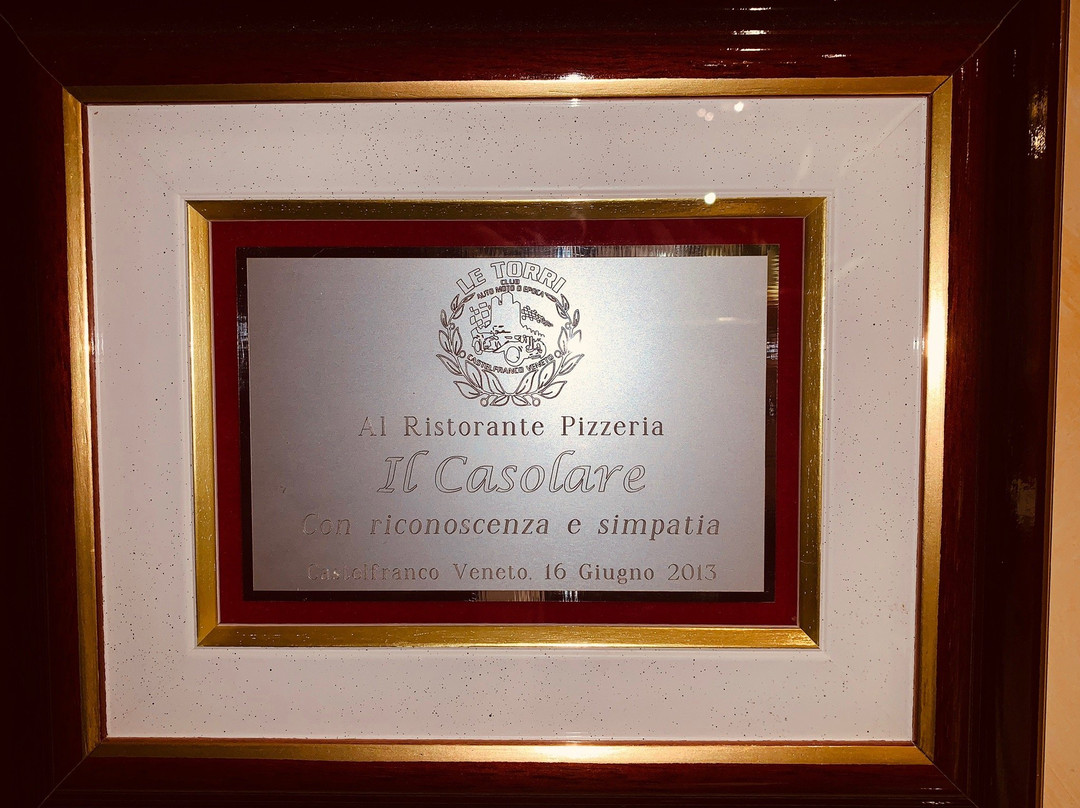 LE TORRI
CLUB
AUTO MOTO D'EPOCA
CASTELFRANCO VENETO
Al Ristorante Pizzeria
Il Casolare
Con riconoscenza e simpatia
Castelfranco Veneto, 16 Giugno 2013